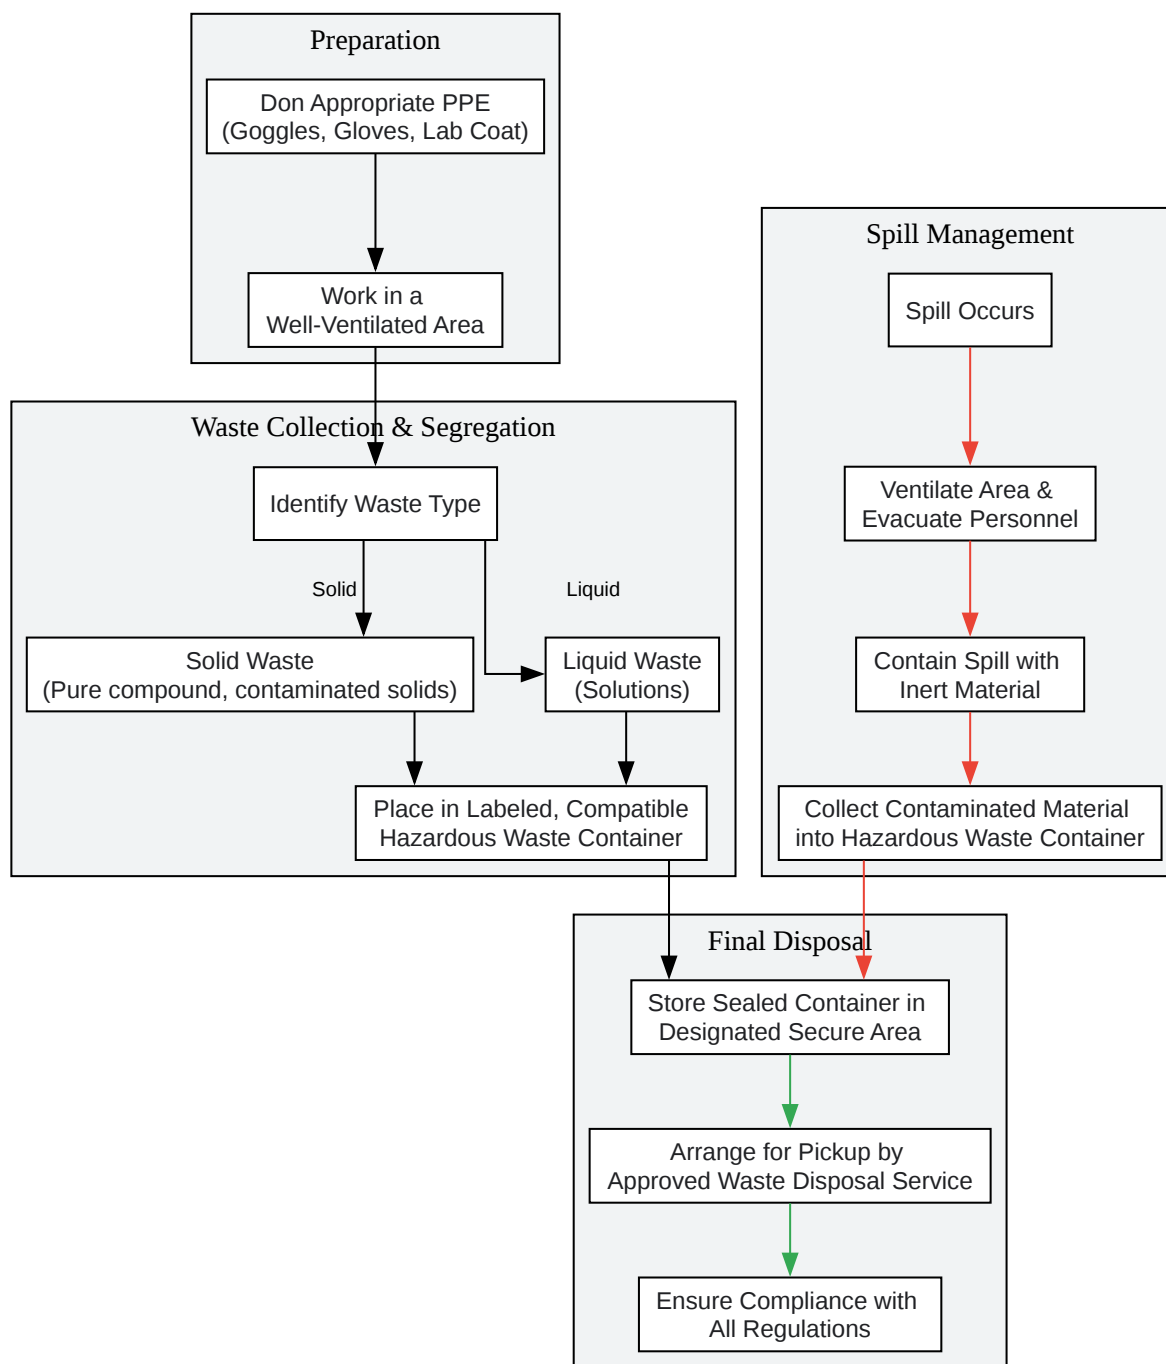 Preparation
Don Appropriate PPE
(Goggles, Gloves, Lab Coat)
Work in a
Well-Ventilated Area
Waste Collection & Segregation
Identify Waste Type
Solid
Liquid
Solid Waste
(Pure compound, contaminated solids)
Liquid Waste
(Solutions)
Place in Labeled, Compatible
Hazardous Waste Container
Spill Management
Spill Occurs
Ventilate Area &
Evacuate Personnel
Contain Spill with
Inert Material
Collect Contaminated Material
into Hazardous Waste Container
Final Disposal
Store Sealed Container in
Designated Secure Area
Arrange for Pickup by
Approved Waste Disposal Service
Ensure Compliance with
All Regulations